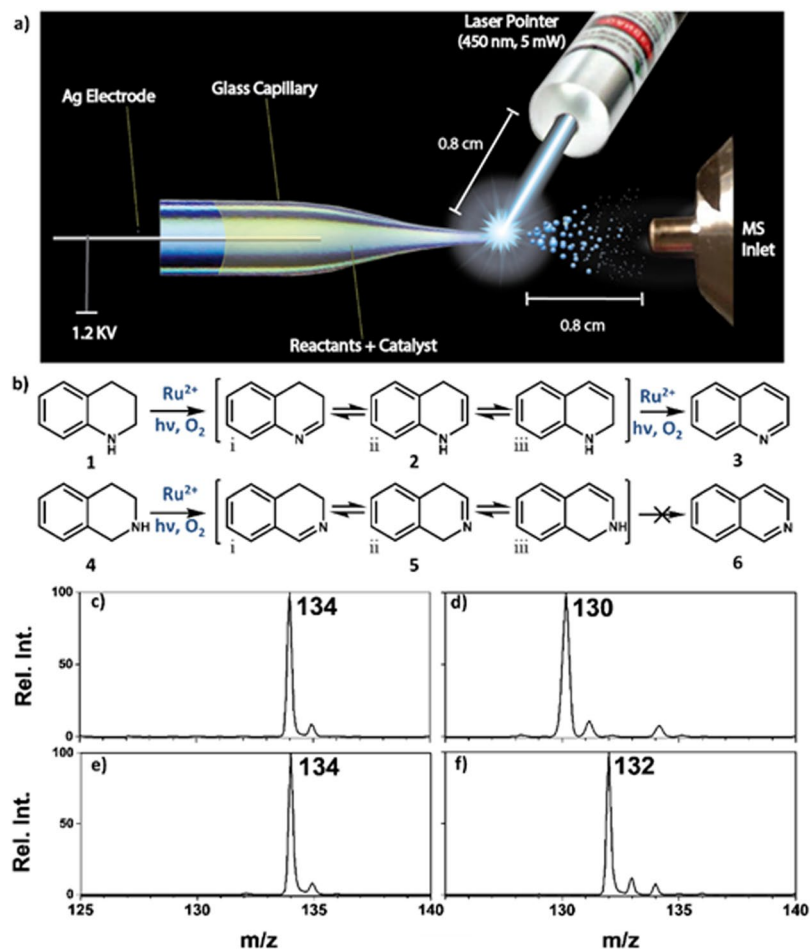 a)
Laser Pointer
(450 nm, 5 mW)
Ag Electrode
Glass Capillary
0.8 cm
MS
Inlet
0.8 cm
1.2 KV
Reactants + Catalyst
b)
Ru2+
hν, O2
i
ii
iii
Ru2+
hν, O2
N
H
N
N
H
N
H
N
1
2
3
Ru2+
hν, O2
i
ii
iii
NH
N
N
NH
N
4
5
6
c)
134
d)
130
100
50
0
Rel. Int.
e)
134
f)
132
100
50
0
Rel. Int.
125
130
135
140
130
135
140
m/z
m/z